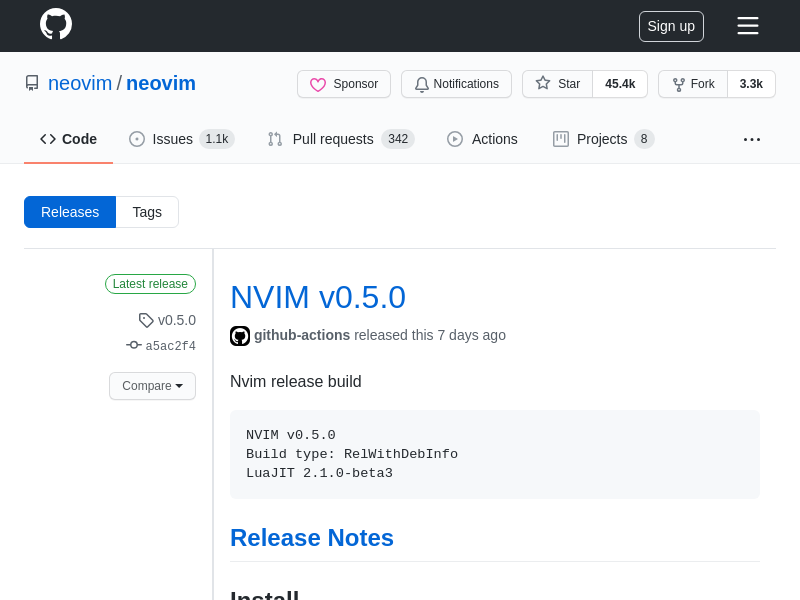 Sign up
neovim / neovim
Sponsor
Notifications
Star 45.4k
Fork 3.3k
Code
Issues 1.1k
Pull requests 342
Actions
Projects 8
Releases
Tags
Latest release
v0.5.0
a5ac2f4
Compare
NVIM v0.5.0
github-actions released this 7 days ago
Nvim release build
NVIM v0.5.0
Build type: RelWithDebInfo
LuaJIT 2.1.0-beta3
Release Notes
Install